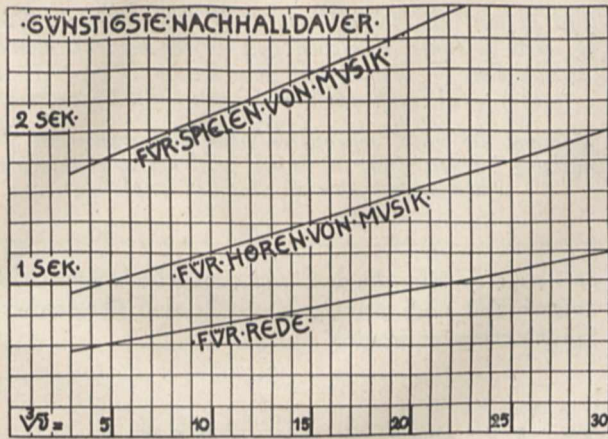 ·GÜNSTIGSTE·NACHHALLDAUER·
2 SEK·
·FÜR·SPIELEN·VON·MUSIK·
·FÜR·HÖREN·VON·MUSIK·
1 SEK·
·FÜR·REDE·
∛v = 5 10 15 20 25 30